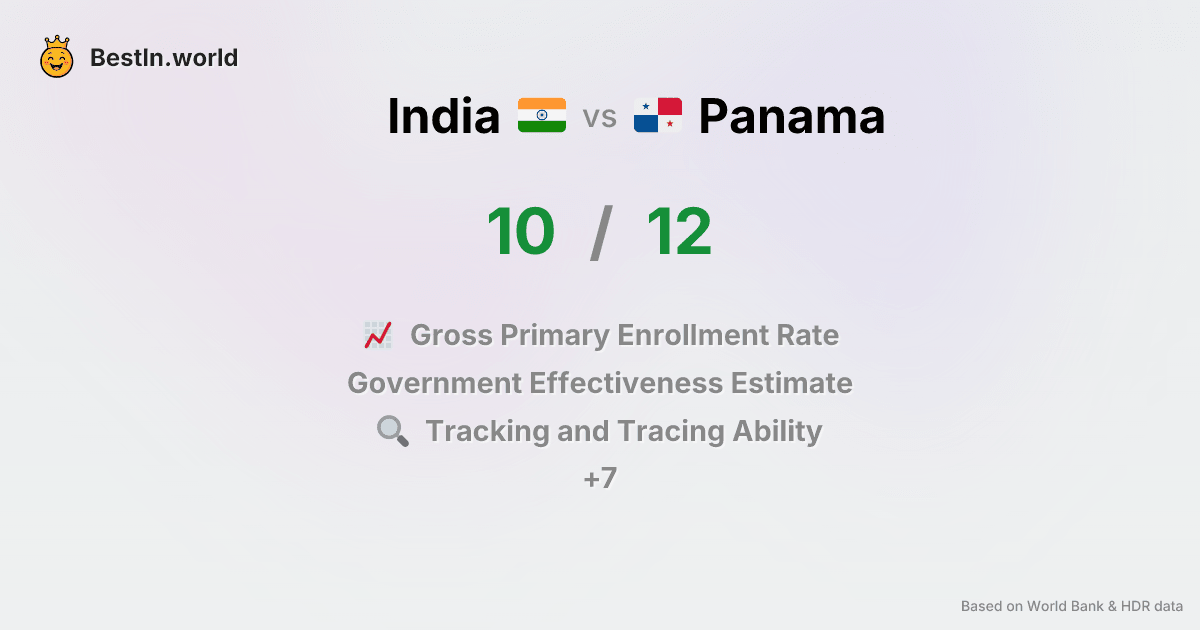 BestIn.world
India vs Panama
10 / 12
Gross Primary Enrollment Rate
Government Effectiveness Estimate
Tracking and Tracing Ability
+7
Based on World Bank & HDR data